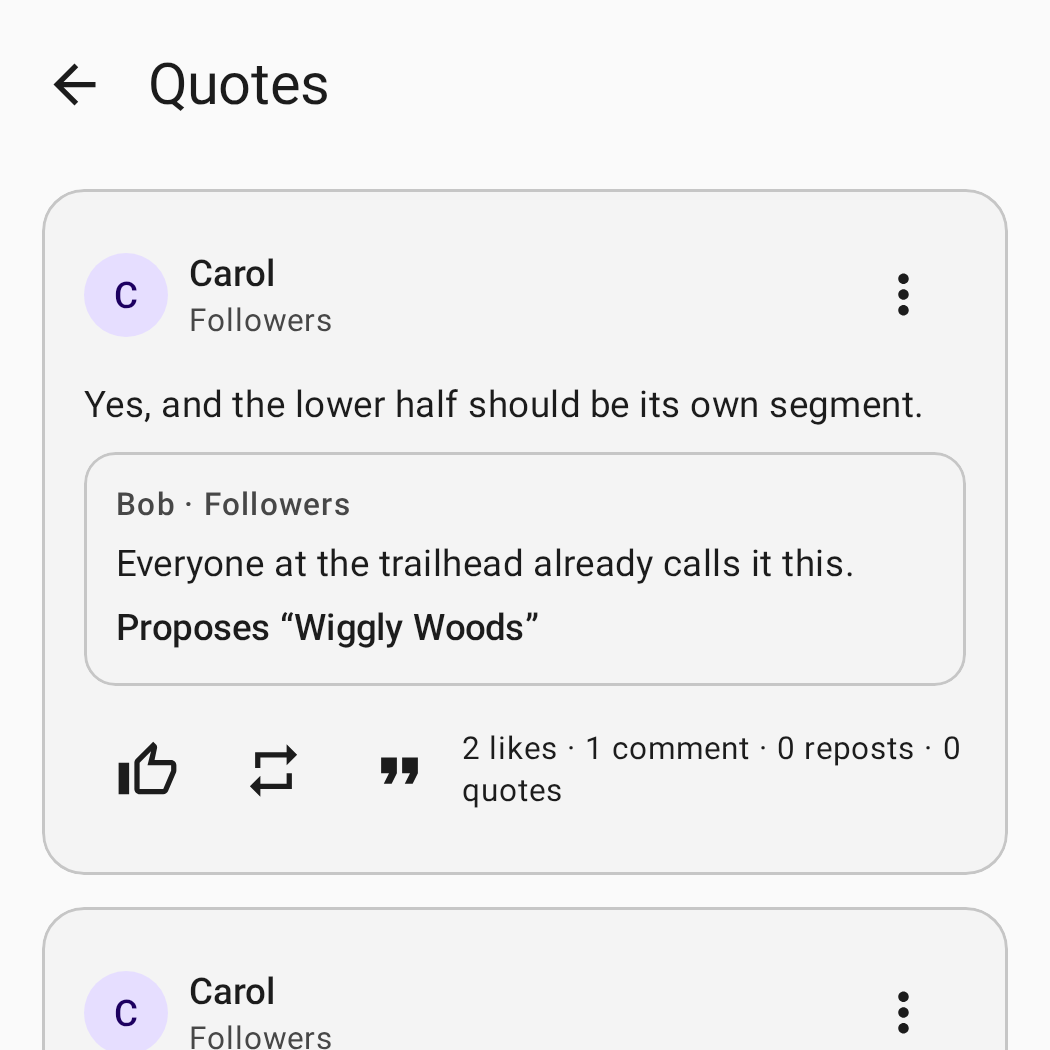 Quotes
C
Carol
Followers
Yes, and the lower half should be its own segment.
Bob · Followers
Everyone at the trailhead already calls it this.
Proposes “Wiggly Woods”
2 likes · 1 comment · 0 reposts · 0
quotes
C
Carol
Followers